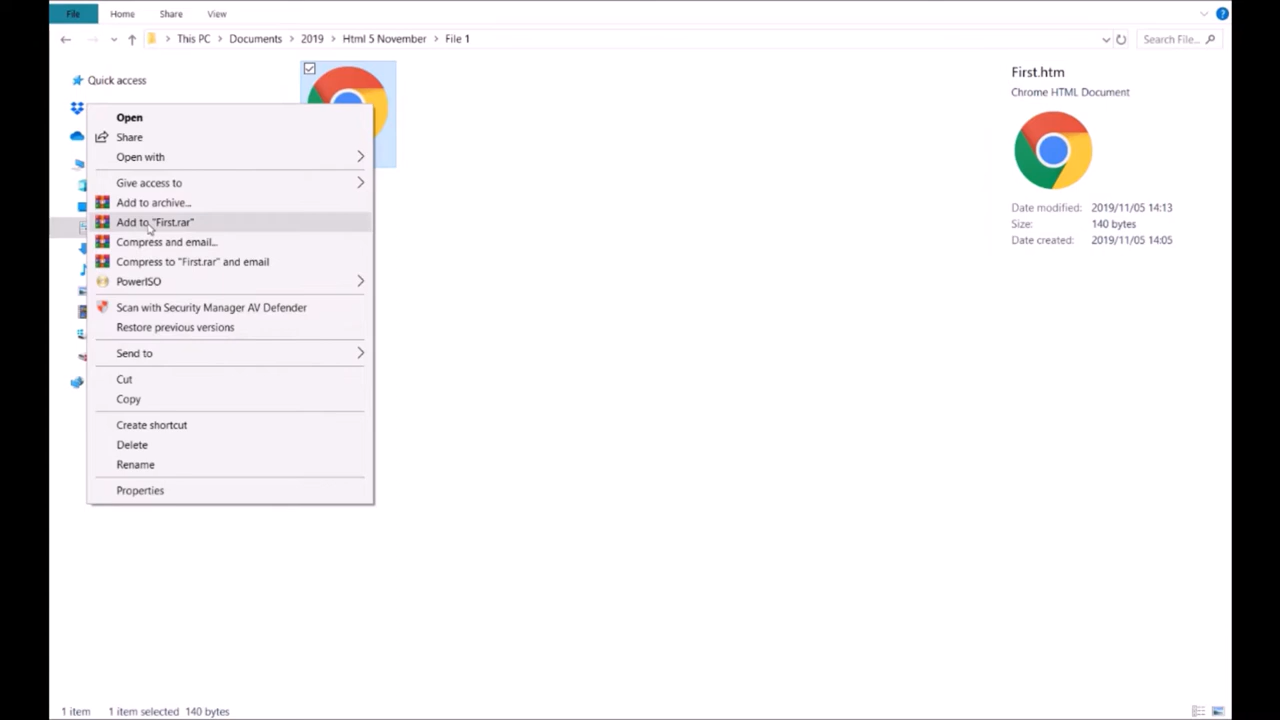 File Home Share View
This PC > Documents > 2019 > Html 5 November > File 1
Search File...
Quick access
Open
Share
Open with
Give access to
Add to archive...
Add to "First.rar"
Compress and email...
Compress to "First.rar" and email
PowerISO
Scan with Security Manager AV Defender
Restore previous versions
Send to
Cut
Copy
Create shortcut
Delete
Rename
Properties
First.htm
Chrome HTML Document
Date modified: 2019/11/05 14:13
Size: 140 bytes
Date created: 2019/11/05 14:05
1 item 1 item selected 140 bytes